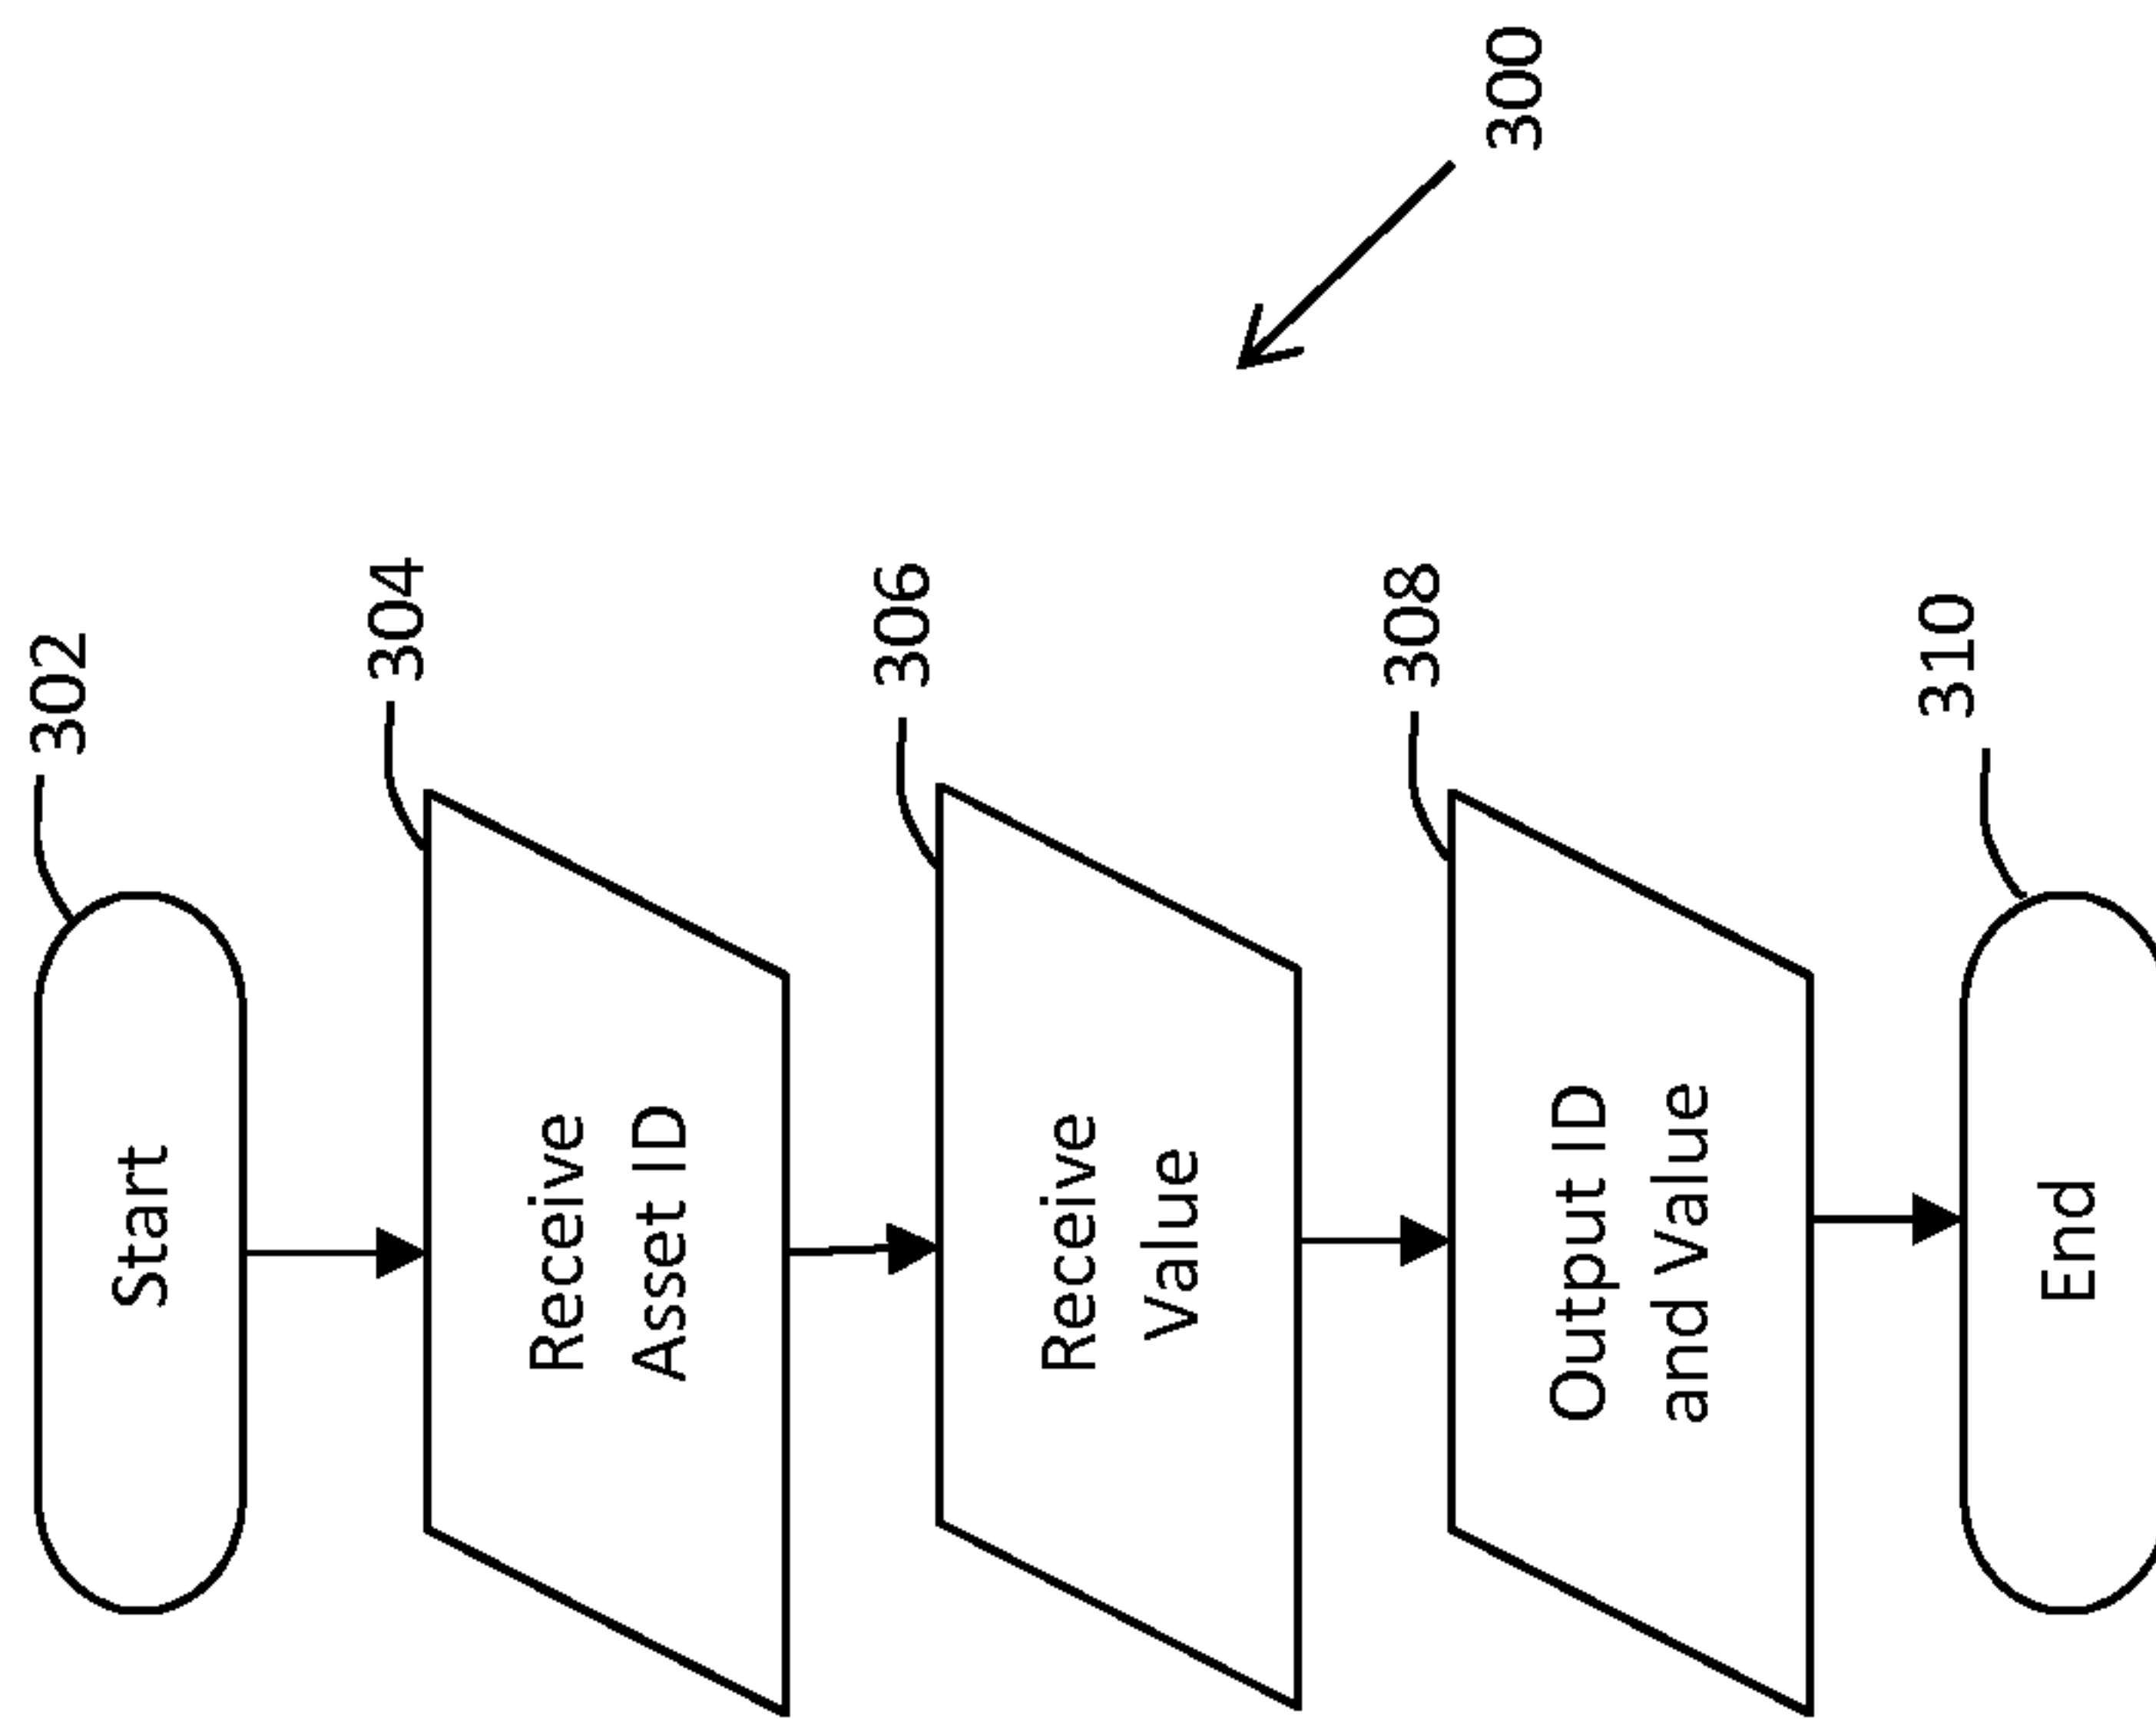 302
Start
304
Receive
Asset ID
306
Receive
Value
308
Output ID
and Value
310
End
300